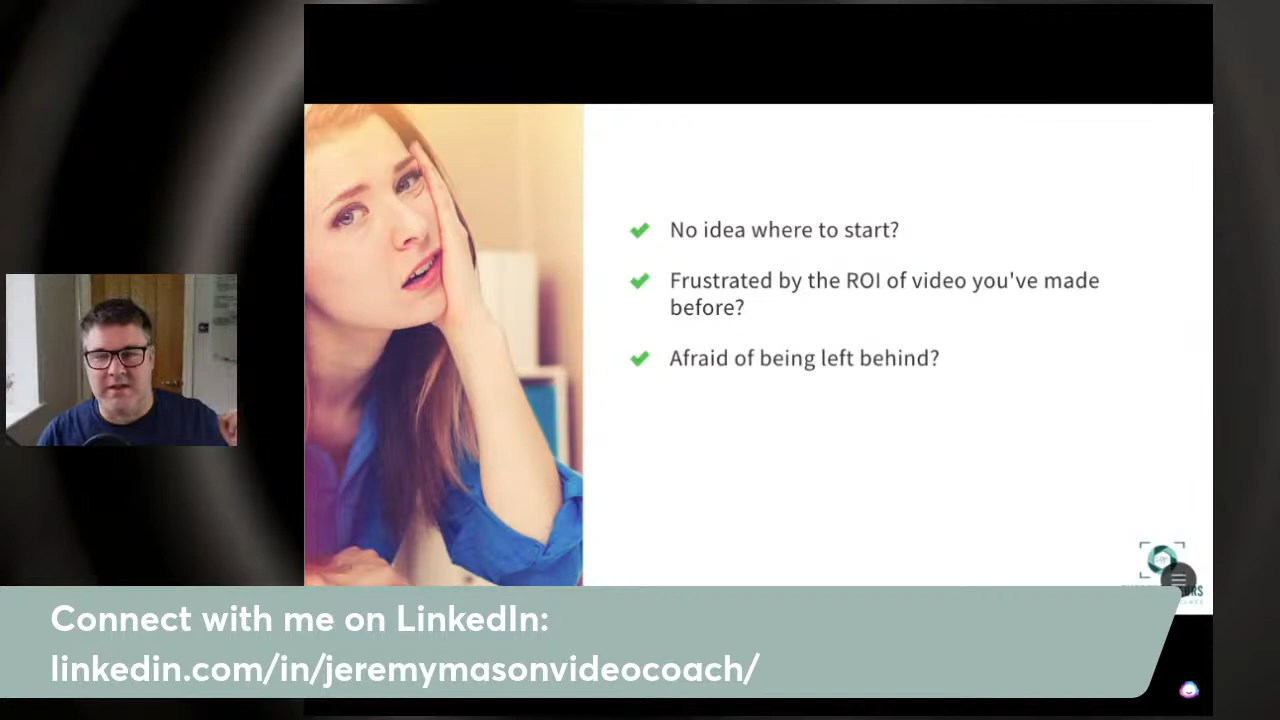 No idea where to start?
Frustrated by the ROI of video you've made
before?
Afraid of being left behind?
Connect with me on LinkedIn:
linkedin.com/in/jeremymasonvideocoach/